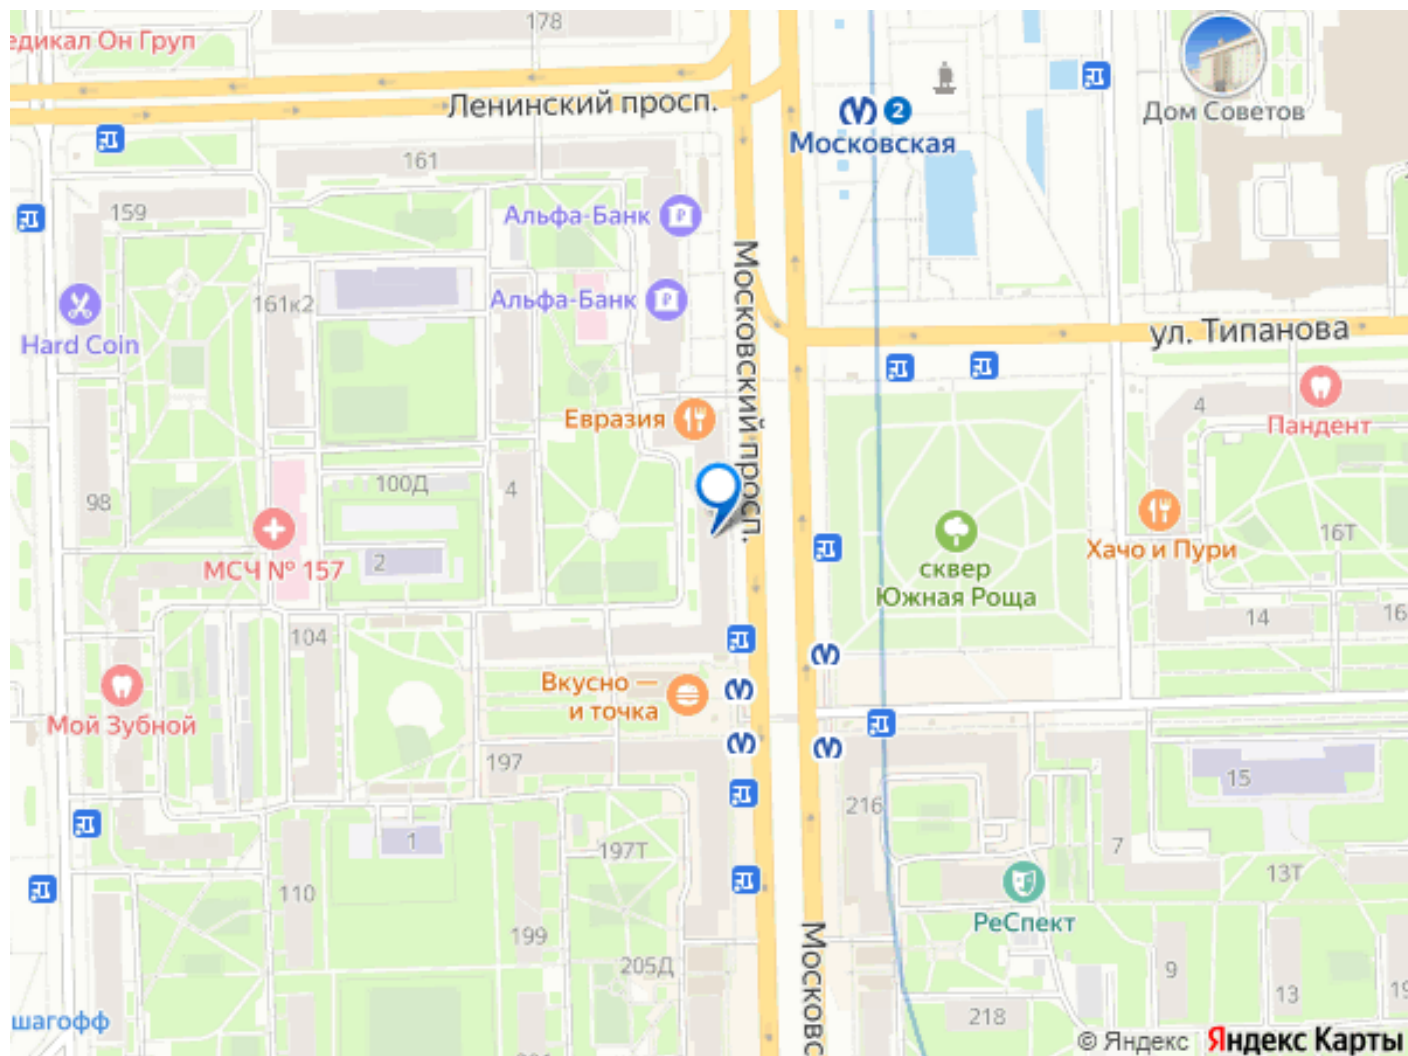 178
едикал Он Груп
Ленинский просп.
2
Московская
Дом Советов
161
159
Альфа-Банк
Альфа-Банк
161к2
Hard Coin
Московский просп.
ул. Типанова
4
Пандент
Евразия
98
100Д
4
2
МСЧ № 157
сквер
Южная Роща
Хачо и Пури
16Т
14
16
104
Мой Зубной
Вкусно —
и точка
197
15
216
7
1
197Т
13Т
110
РеСпект
199
205Д
Московс
9
13
19
218
шагофф
© Яндекс
Яндекс Карты